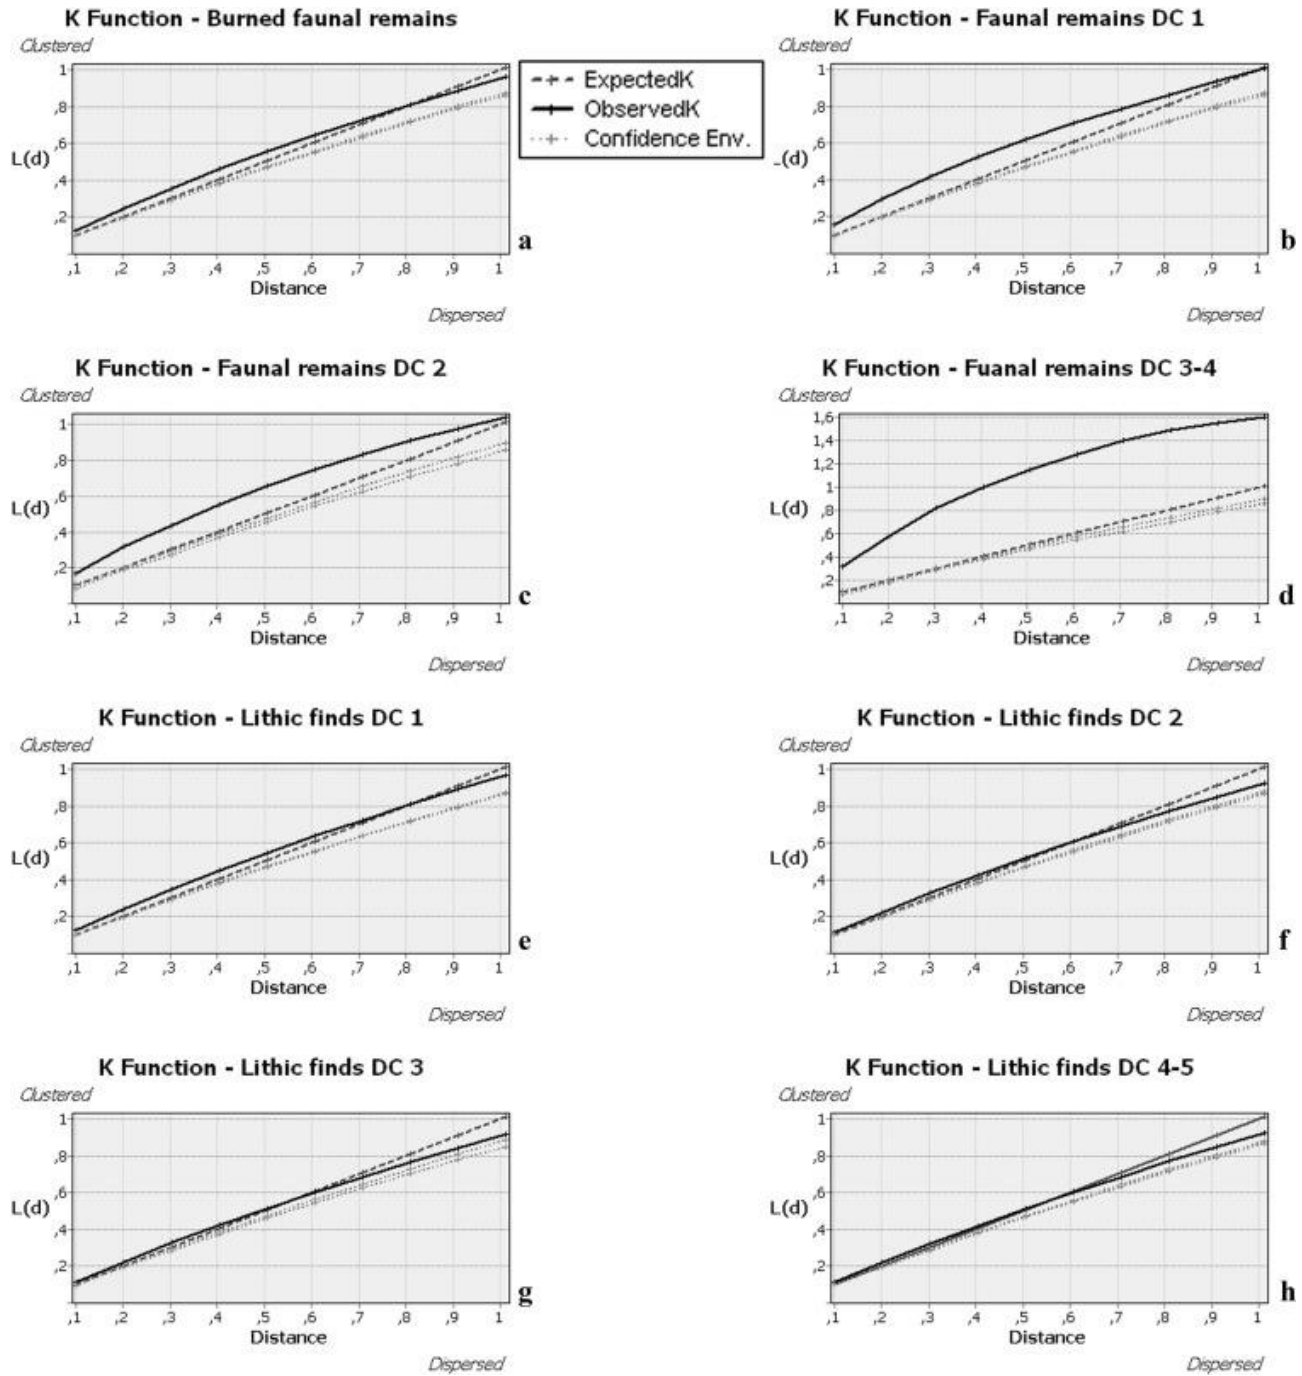 K Function - Burned faunal remains
Clustered
1
,8
,6
L(d)
,4
,2
,1 ,2 ,3 ,4 ,5 ,6 ,7 ,8 ,9 1
Distance
a
Dispersed
ExpectedK
ObservedK
Confidence Env.
K Function - Faunal remains DC 1
Clustered
1
,8
,6
-(d)
,4
,2
,1 ,2 ,3 ,4 ,5 ,6 ,7 ,8 ,9 1
Distance
b
Dispersed
K Function - Faunal remains DC 2
Clustered
1
,8
,6
L(d)
,4
,2
,1 ,2 ,3 ,4 ,5 ,6 ,7 ,8 ,9 1
Distance
c
Dispersed
K Function - Fuanal remains DC 3-4
Clustered
1,6
1,4
1,2
1
L(d)
,8
,6
,4
,2
,1 ,2 ,3 ,4 ,5 ,6 ,7 ,8 ,9 1
Distance
d
Dispersed
K Function - Lithic finds DC 1
Clustered
1
,8
,6
L(d)
,4
,2
,1 ,2 ,3 ,4 ,5 ,6 ,7 ,8 ,9 1
Distance
e
Dispersed
K Function - Lithic finds DC 2
Clustered
1
,8
,6
L(d)
,4
,2
,1 ,2 ,3 ,4 ,5 ,6 ,7 ,8 ,9 1
Distance
f
Dispersed
K Function - Lithic finds DC 3
Clustered
1
,8
,6
L(d)
,4
,2
,1 ,2 ,3 ,4 ,5 ,6 ,7 ,8 ,9 1
Distance
g
Dispersed
K Function - Lithic finds DC 4-5
Clustered
1
,8
,6
L(d)
,4
,2
,1 ,2 ,3 ,4 ,5 ,6 ,7 ,8 ,9 1
Distance
h
Dispersed